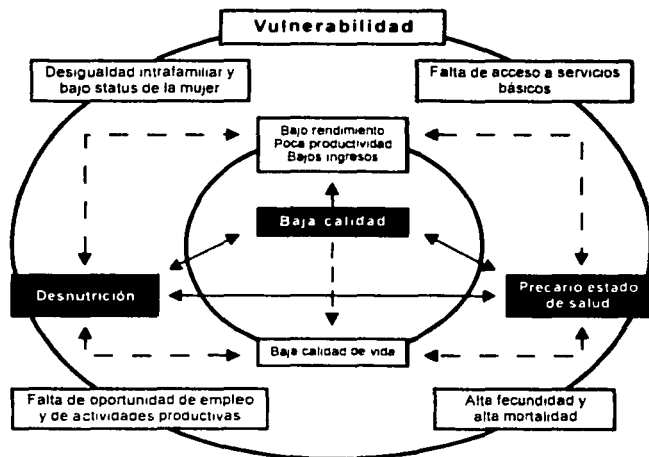 Vulnerabilidad
Desigualdad intrafamiliar y
bajo status de la mujer
Falta de acceso a servicios
básicos
Bajo rendimiento
Poca productividad
Bajos ingresos
Baja calidad
Desnutrición
Precario estado
de salud
Baja calidad de vida
Falta de oportunidad de empleo
y de actividades productivas
Alta fecundidad y
alta mortalidad